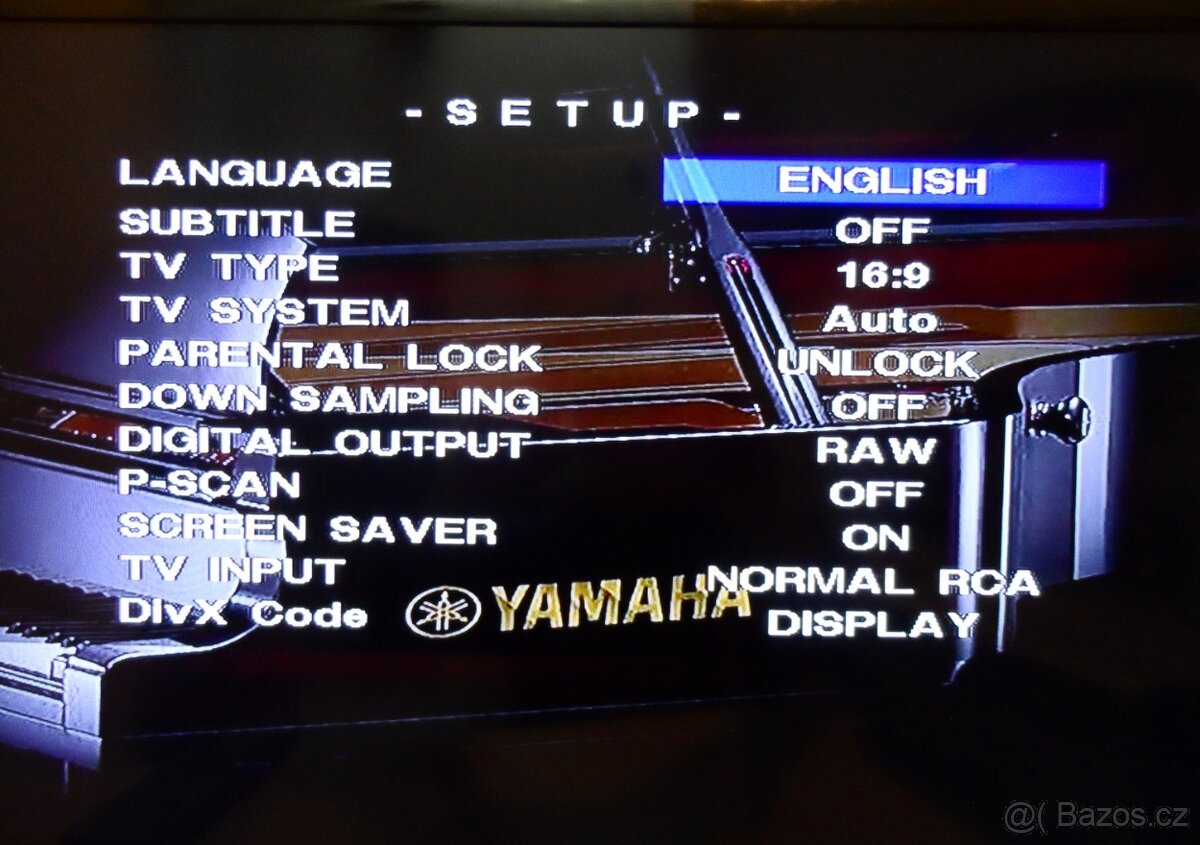 - S E T U P -
LANGUAGE ENGLISH
SUBTITLE OFF
TV TYPE 16:9
TV SYSTEM Auto
PARENTAL LOCK UNLOCK
DOWN SAMPLING OFF
DIGITAL OUTPUT RAW
P-SCAN OFF
SCREEN SAVER ON
TV INPUT NORMAL RCA
DivX Code DISPLAY
YAMAHA
@( Bazos.cz